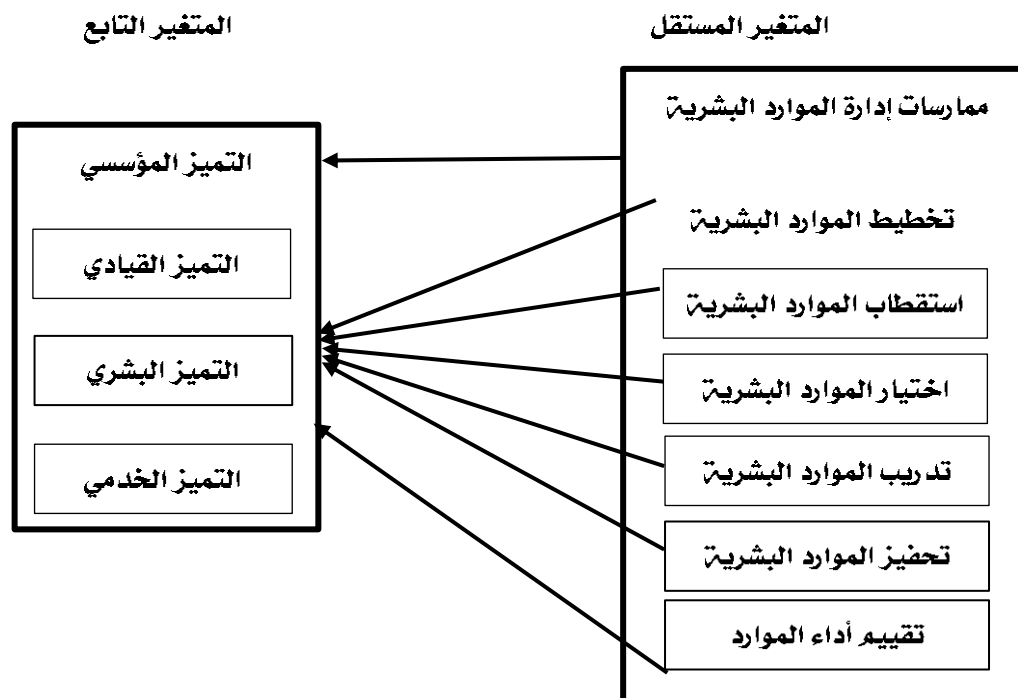 المتغير المستقل
المتغير التابع
ممارسات إدارة الموارد البشرية
تخطيط الموارد البشرية
استقطاب الموارد البشرية
اختيار الموارد البشرية
تدريب الموارد البشرية
تحفيز الموارد البشرية
تقييم أداء الموارد
التميز المؤسسي
التميز القيادي
التميز البشري
التميز الخدمي